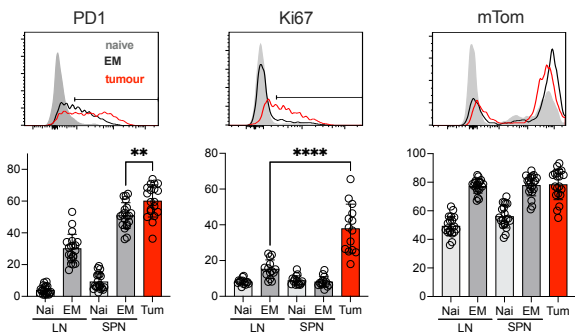 PD1
Ki67
mTom
naive
EM
tumour
**
****
80
60
40
20
0
80
60
40
20
0
100
80
60
40
20
0
Nai EM Nai EM Tum
LN SPN
Nai EM Nai EM Tum
LN SPN
Nai EM Nai EM Tum
LN SPN